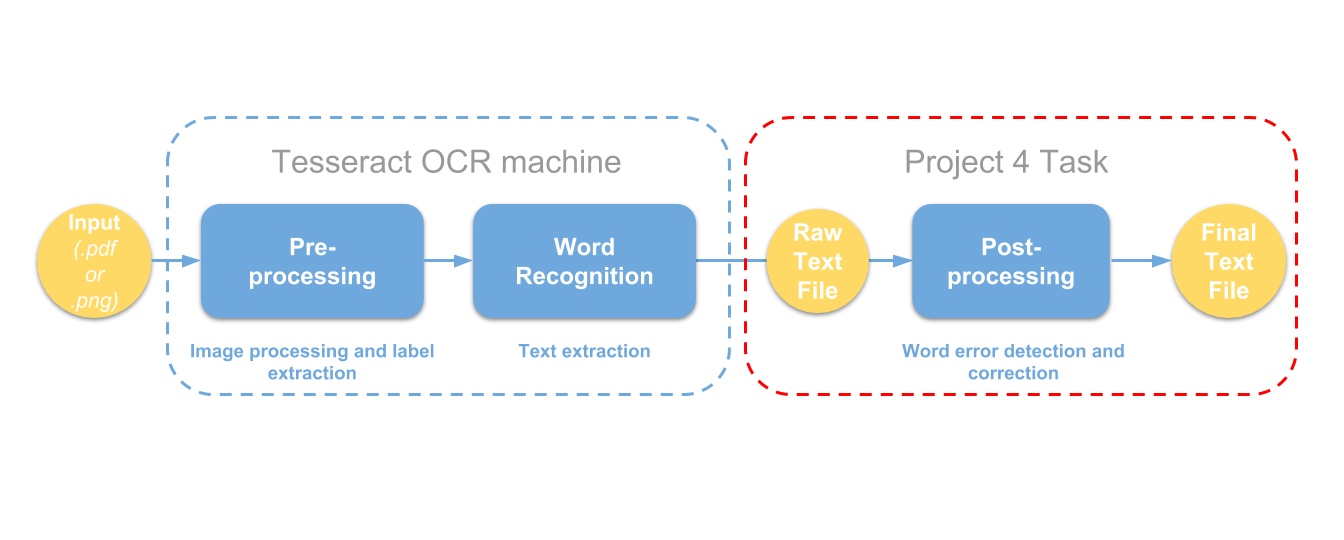 Tesseract OCR machine
Project 4 Task
Input
(.pdf
or
.png)
Pre-
processing
Word
Recognition
Raw
Text
File
Post-
processing
Final
Text
File
Image processing and label
extraction
Text extraction
Word error detection and
correction